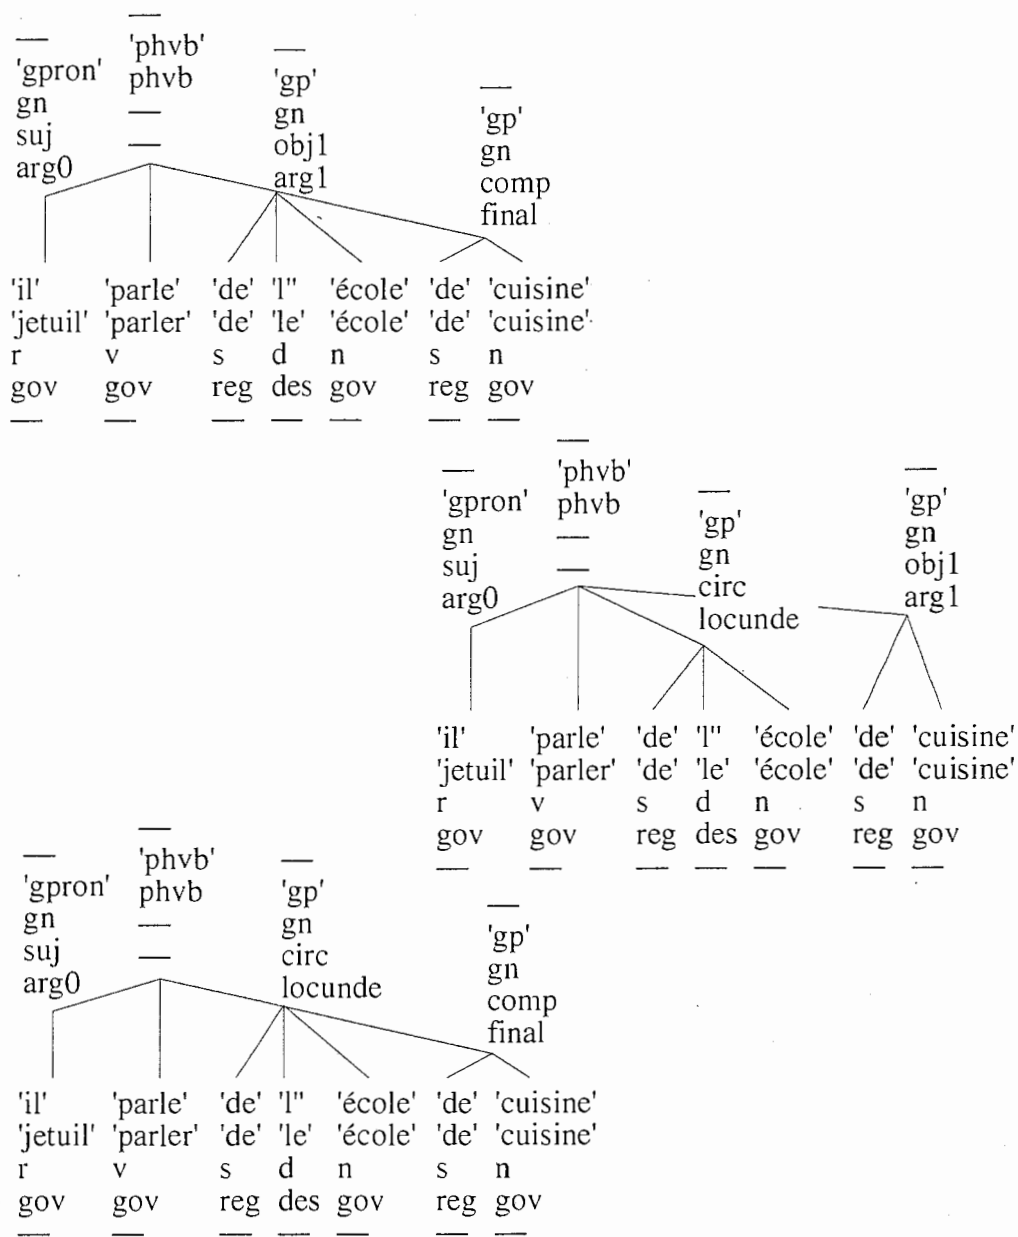 'phvb'
'gpron' phvb 'gp'
gn — gn 'gp'
suj — obj1 gn
arg0 arg1 comp
final
'il' 'parle' 'de' 'l'' 'école' 'de' 'cuisine'
'jetuil' 'parler' 'de' 'le' 'école' 'de' 'cuisine'
r v s d n s n
gov gov reg des gov reg gov
— — — — — — —
'phvb'
'gpron' phvb 'gp' 'gp'
gn — gn gn
suj — circ obj1
arg0 locunde arg1
'il' 'parle' 'de' 'l'' 'école' 'de' 'cuisine'
'jetuil' 'parler' 'de' 'le' 'école' 'de' 'cuisine'
r v s d n s n
gov gov reg des gov reg gov
— — — — — — —
'phvb'
'gpron' phvb 'gp'
gn — gn 'gp'
suj — circ gn
arg0 locunde comp
final
'il' 'parle' 'de' 'l'' 'école' 'de' 'cuisine'
'jetuil' 'parler' 'de' 'le' 'école' 'de' 'cuisine'
r v s d n s n
gov gov reg des gov reg gov
— — — — — — —